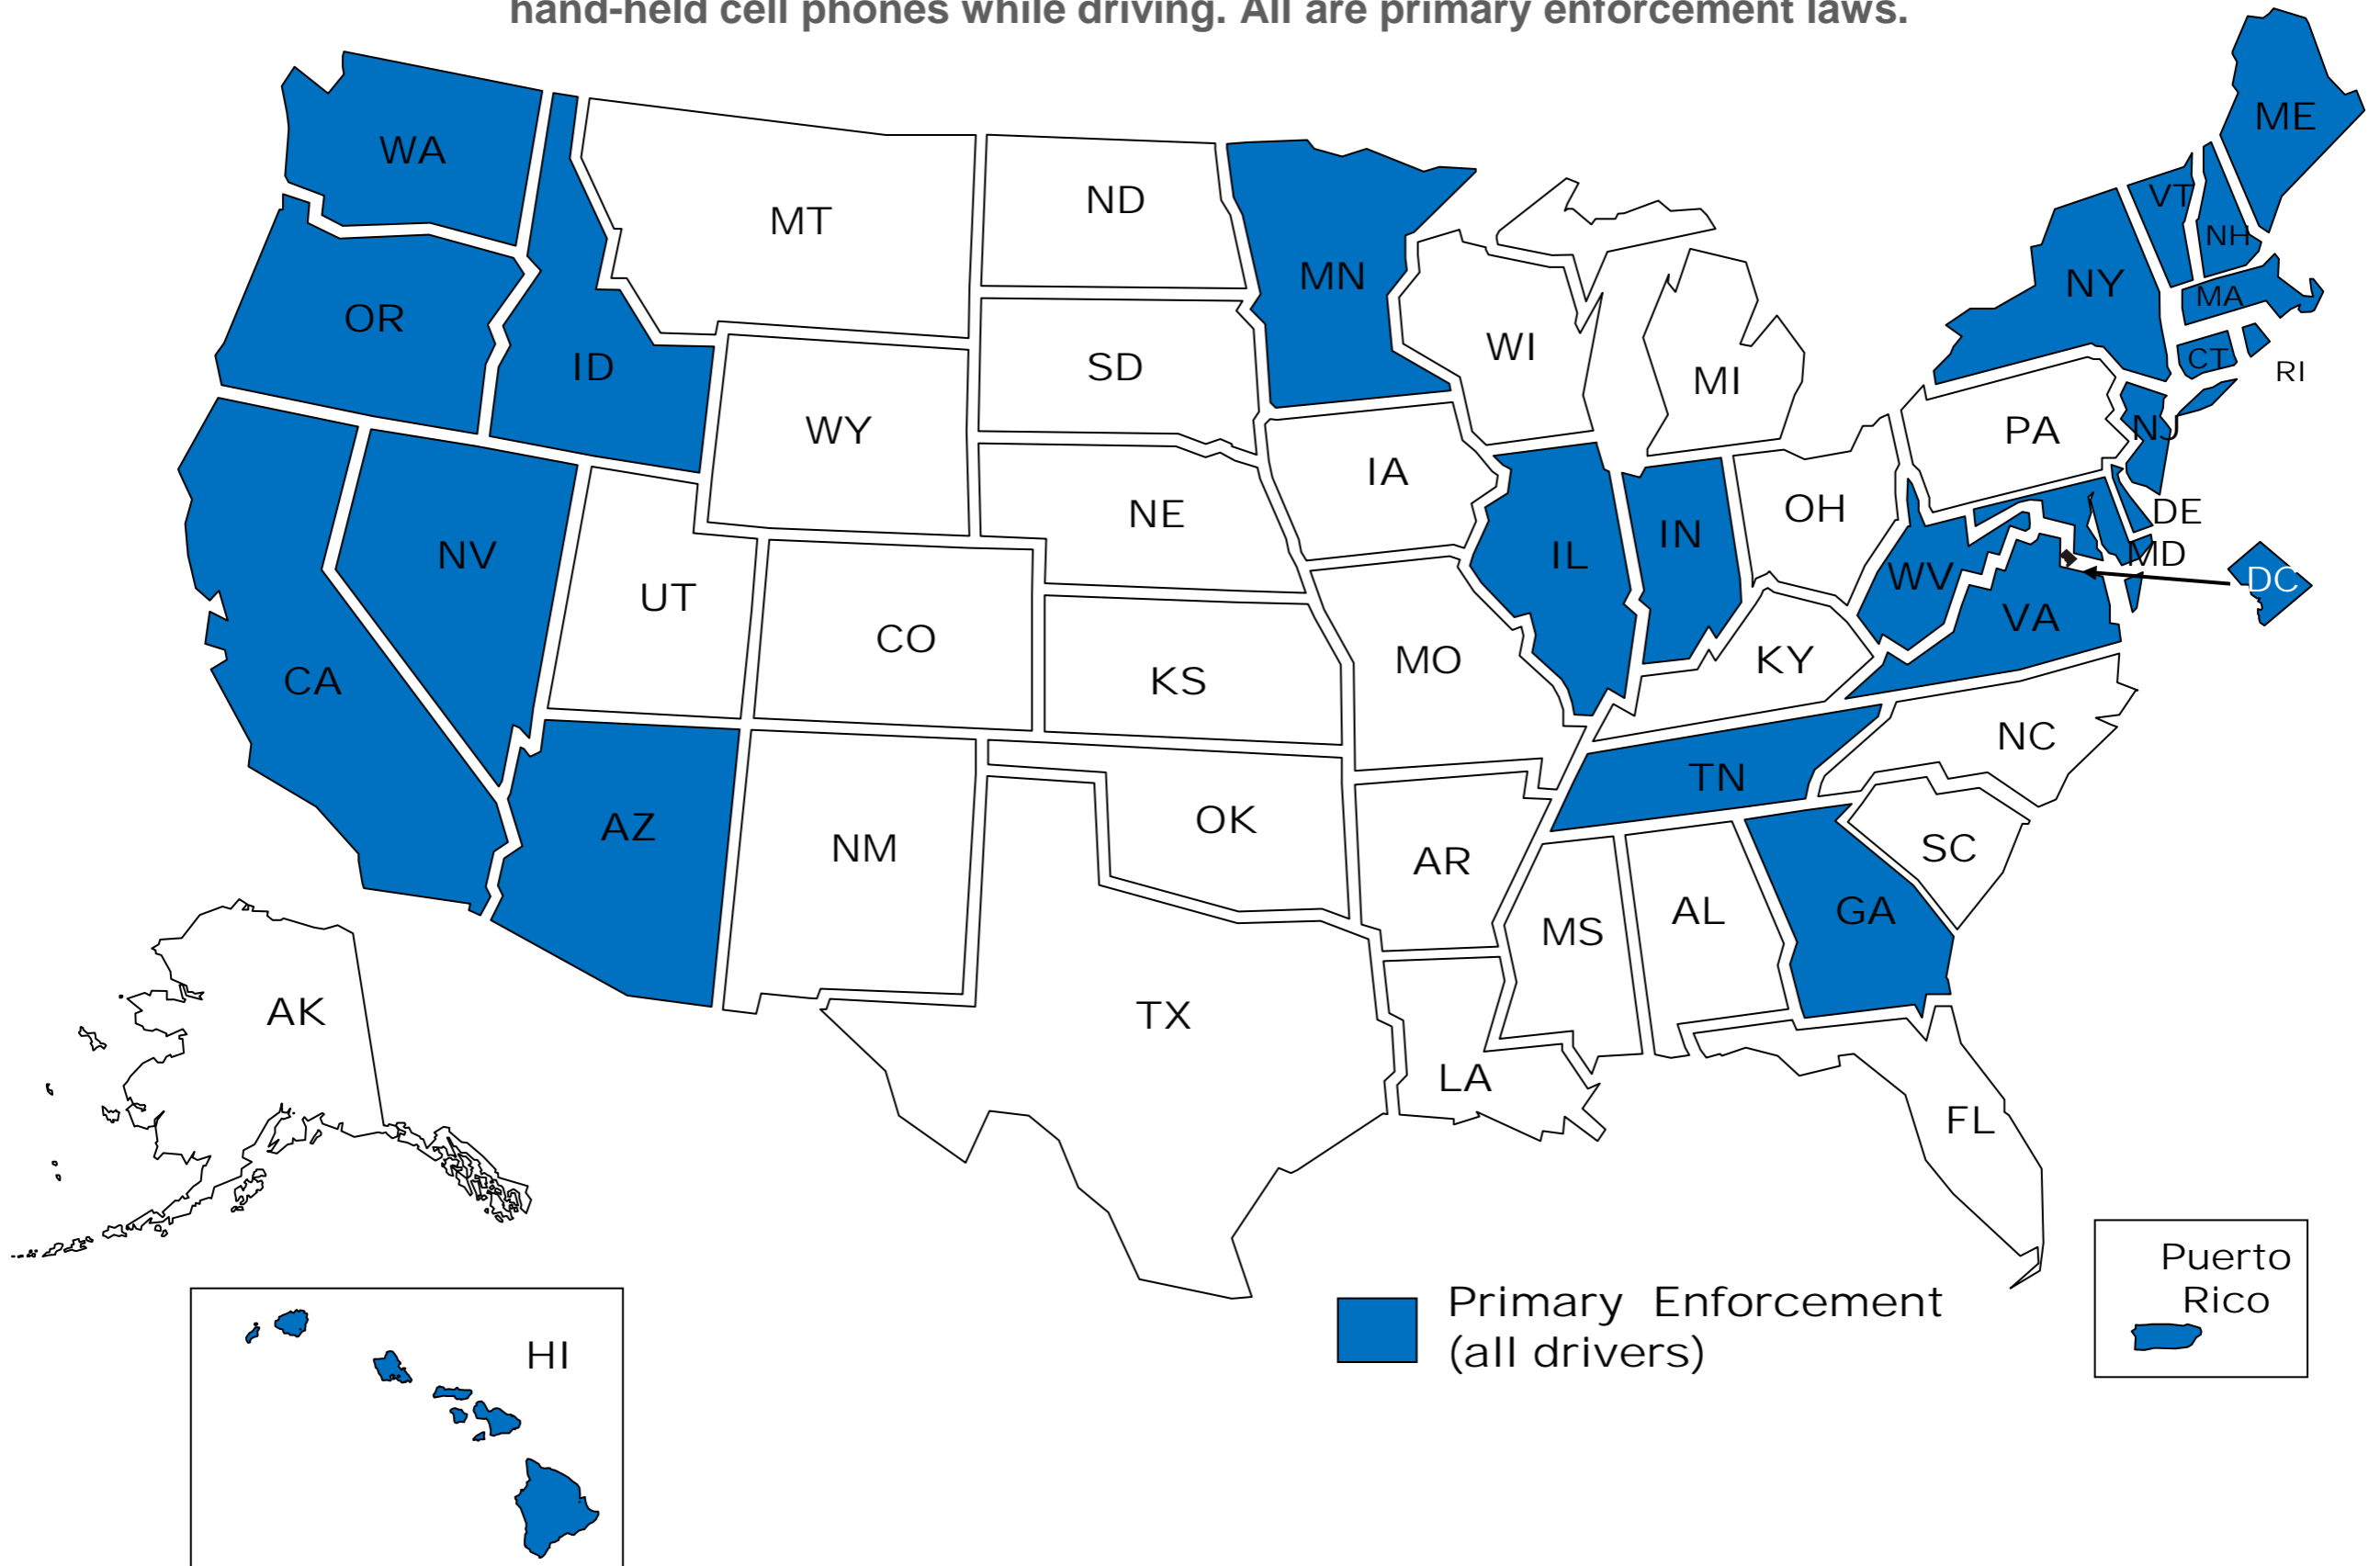 hand-held cell phones while driving. All are primary enforcement laws.
ME
WA
VT
ND
MT
NH
MN
NY
MA
OR
WI
CT
ID
SD
RI
MI
WY
PA
NJ
IA
OH
NE
DE
IN
NV
IL
MD
WV
DC
UT
VA
CO
MO
KY
KS
CA
NC
TN
OK
AZ
NM
SC
AR
AL
GA
MS
AK
TX
LA
FL
Puerto
Rico
Primary Enforcement
(all drivers)
HI